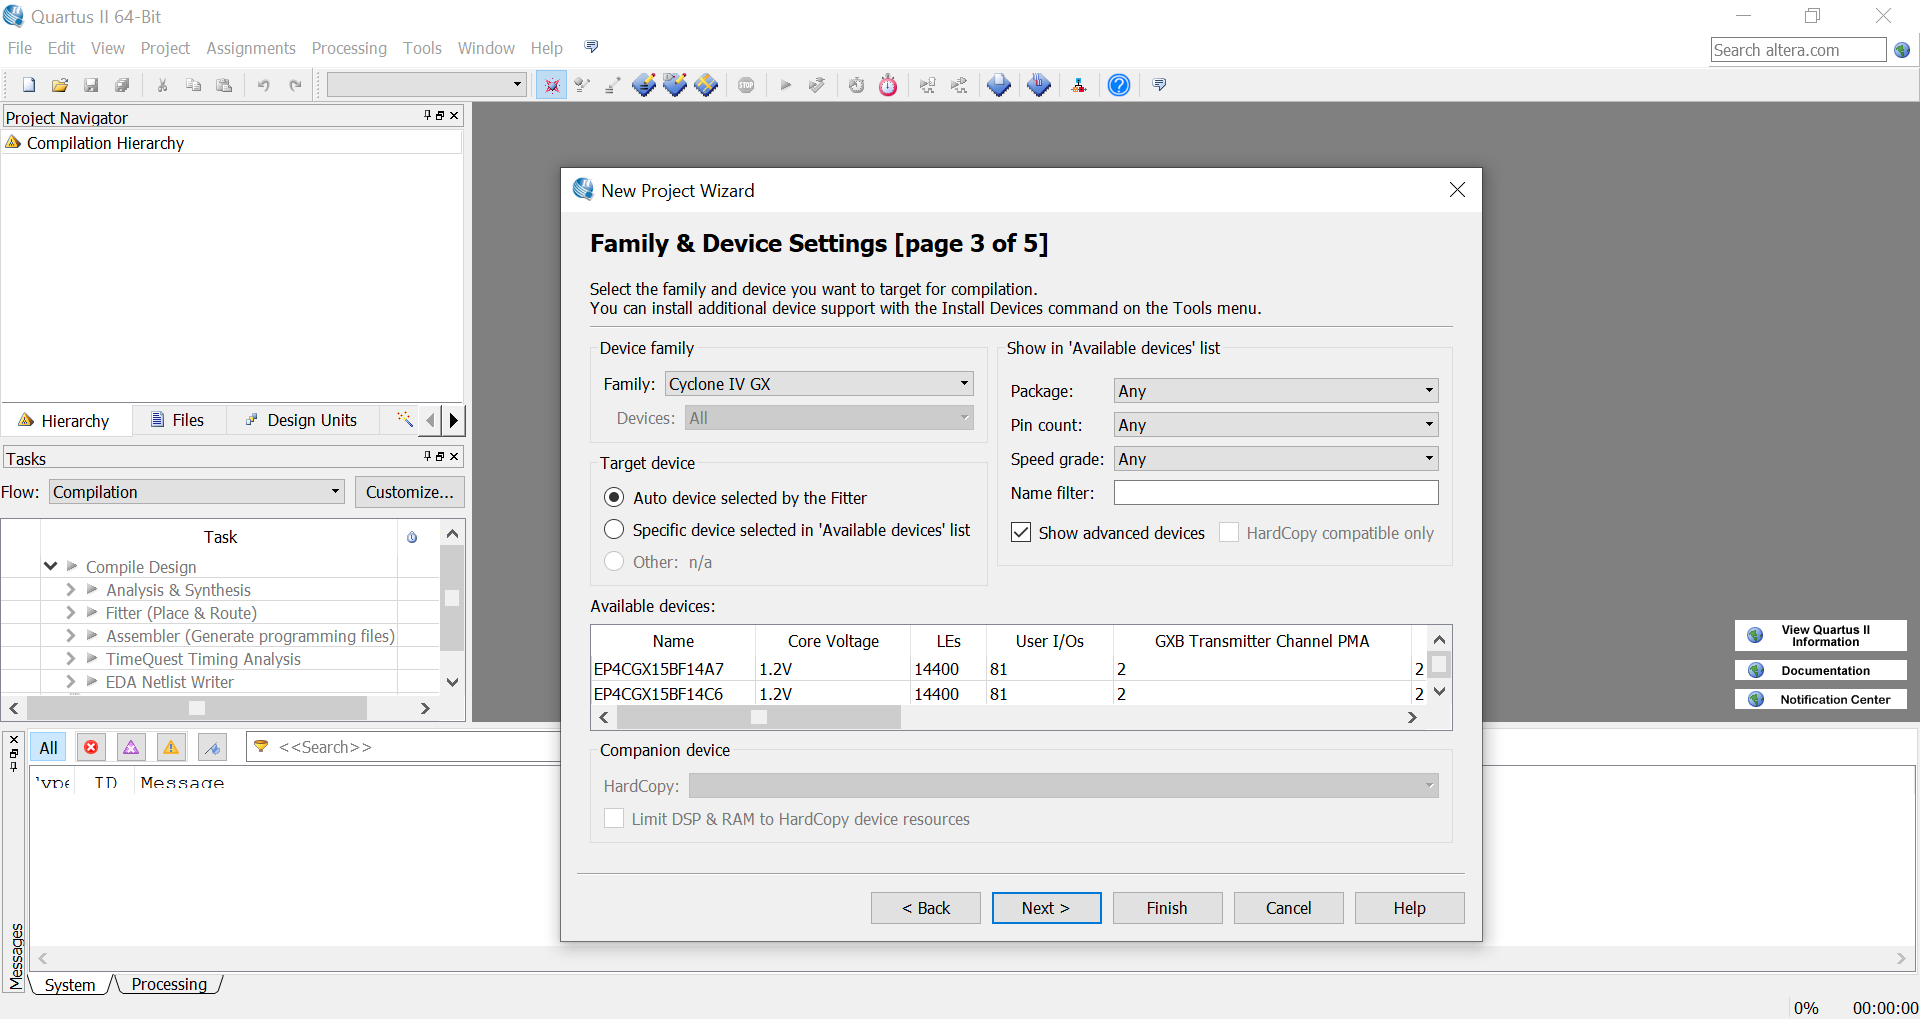 Quartus II 64-Bit
File Edit View Project Assignments Processing Tools Window Help
Search altera.com
Project Navigator
Compilation Hierarchy
Hierarchy Files Design Units
Tasks
Flow: Compilation Customize...
Task
Compile Design
Analysis & Synthesis
Fitter (Place & Route)
Assembler (Generate programming files)
TimeQuest Timing Analysis
EDA Netlist Writer
New Project Wizard
Family & Device Settings [page 3 of 5]
Select the family and device you want to target for compilation.
You can install additional device support with the Install Devices command on the Tools menu.
Device family
Family: Cyclone IV GX
Devices: All
Target device
Auto device selected by the Fitter
Specific device selected in 'Available devices' list
Other: n/a
Show in 'Available devices' list
Package: Any
Pin count: Any
Speed grade: Any
Name filter:
Show advanced devices HardCopy compatible only
Available devices:
Name Core Voltage LEs User I/Os GXB Transmitter Channel PMA
EP4CGX15BF14A7 1.2V 14400 81 2 2
EP4CGX15BF14C6 1.2V 14400 81 2 2
Companion device
HardCopy:
Limit DSP & RAM to HardCopy device resources
< Back Next > Finish Cancel Help
View Quartus II
Information
Documentation
Notification Center
All <<Search>>
ID Message
Messages
System Processing
0% 00:00:00